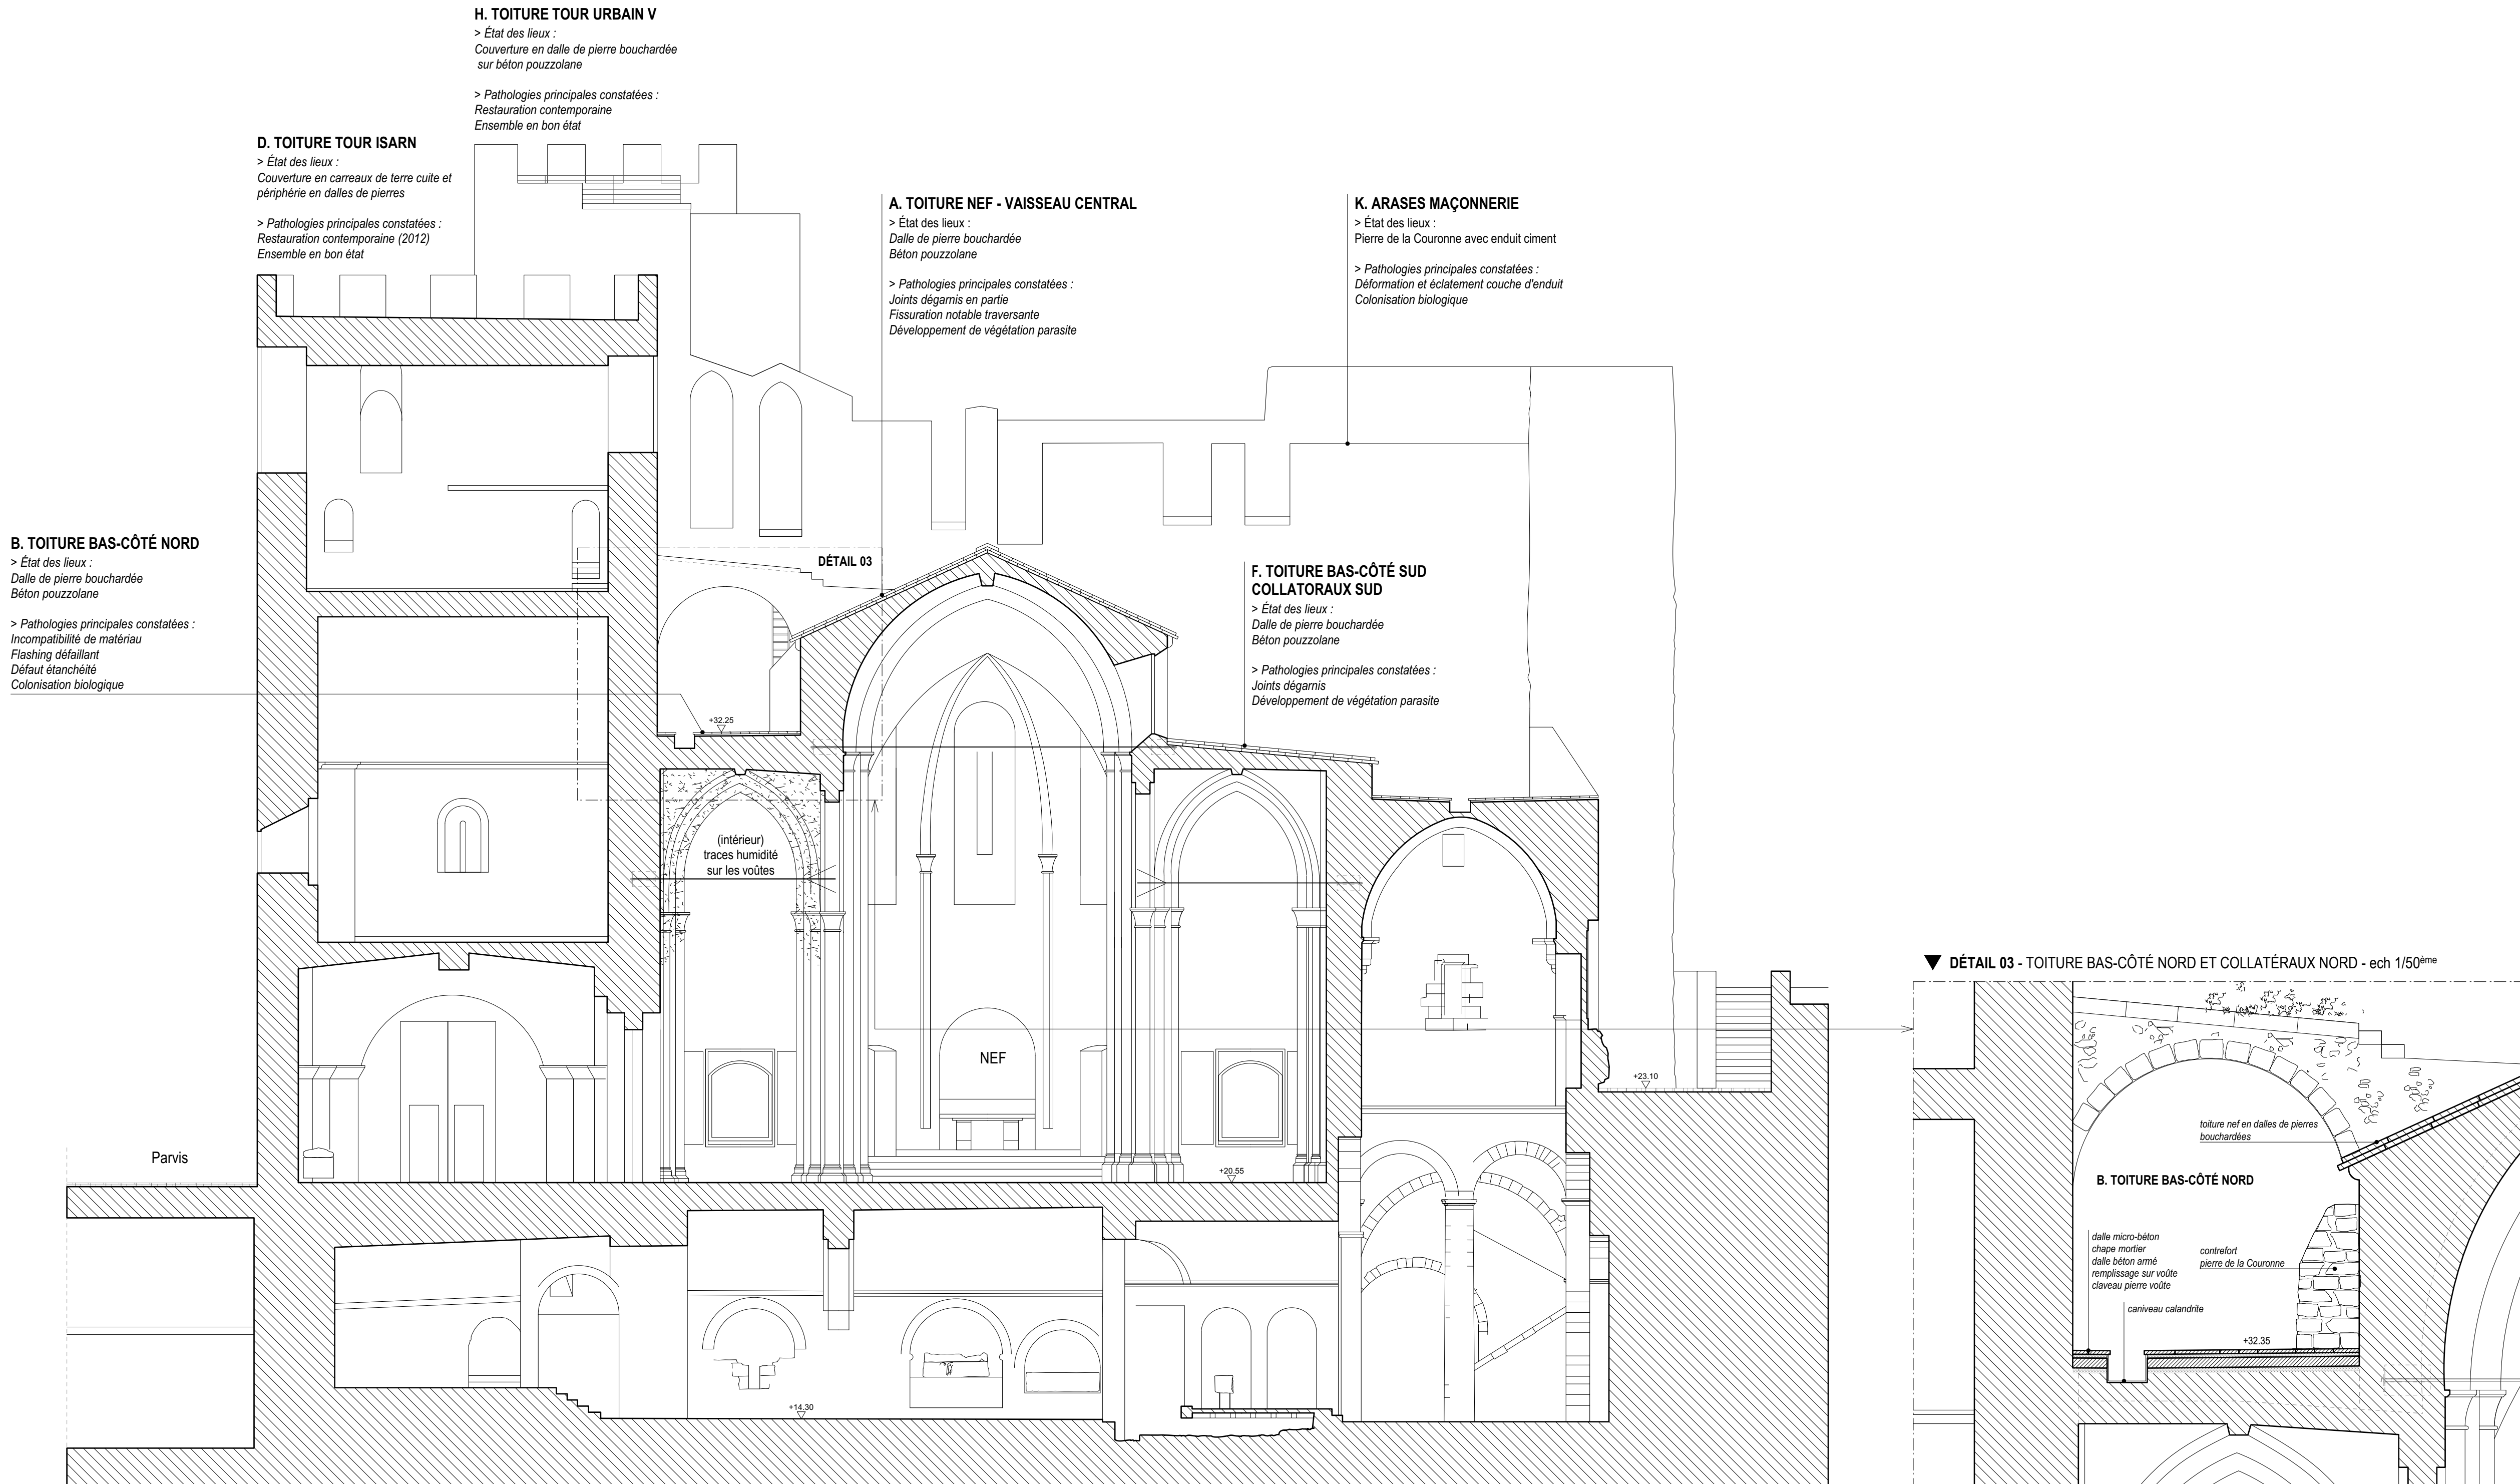 H. TOITURE TOUR URBAIN V
> État des lieux :
Couverture en dalle de pierre bouchardée
sur béton pouzzolane
> Pathologies principales constatées :
Restauration contemporaine
Ensemble en bon état
D. TOITURE TOUR ISARN
> État des lieux :
Couverture en carreaux de terre cuite et
périphérie en dalles de pierres
> Pathologies principales constatées :
Restauration contemporaine (2012)
Ensemble en bon état
A. TOITURE NEF - VAISSEAU CENTRAL
> État des lieux :
Dalle de pierre bouchardée
Béton pouzzolane
> Pathologies principales constatées :
Joints dégarnis en partie
Fissuration notable traversante
Développement de végétation parasite
K. ARASES MAÇONNERIE
> État des lieux :
Pierre de la Couronne avec enduit ciment
> Pathologies principales constatées :
Déformation et éclatement couche d'enduit
Colonisation biologique
B. TOITURE BAS-CÔTÉ NORD
> État des lieux :
Dalle de pierre bouchardée
Béton pouzzolane
> Pathologies principales constatées :
Incompatibilité de matériau
Flashing défaillant
Défaut étanchéité
Colonisation biologique
DÉTAIL 03
F. TOITURE BAS-CÔTÉ SUD
COLLATORAUX SUD
> État des lieux :
Dalle de pierre bouchardée
Béton pouzzolane
> Pathologies principales constatées :
Joints dégarnis
Développement de végétation parasite
+32.25
(intérieur)
traces humidité
sur les voûtes
NEF
+23.10
Parvis
+20.55
+14.30
DÉTAIL 03 - TOITURE BAS-CÔTÉ NORD ET COLLATÉRAUX NORD - ech 1/50ème
toiture nef en dalles de pierres
bouchardées
B. TOITURE BAS-CÔTÉ NORD
dalle micro-béton
chape mortier
dalle béton armé
remplissage sur voûte
claveau pierre voûte
contrefort
pierre de la Couronne
caniveau calandrite
+32.35